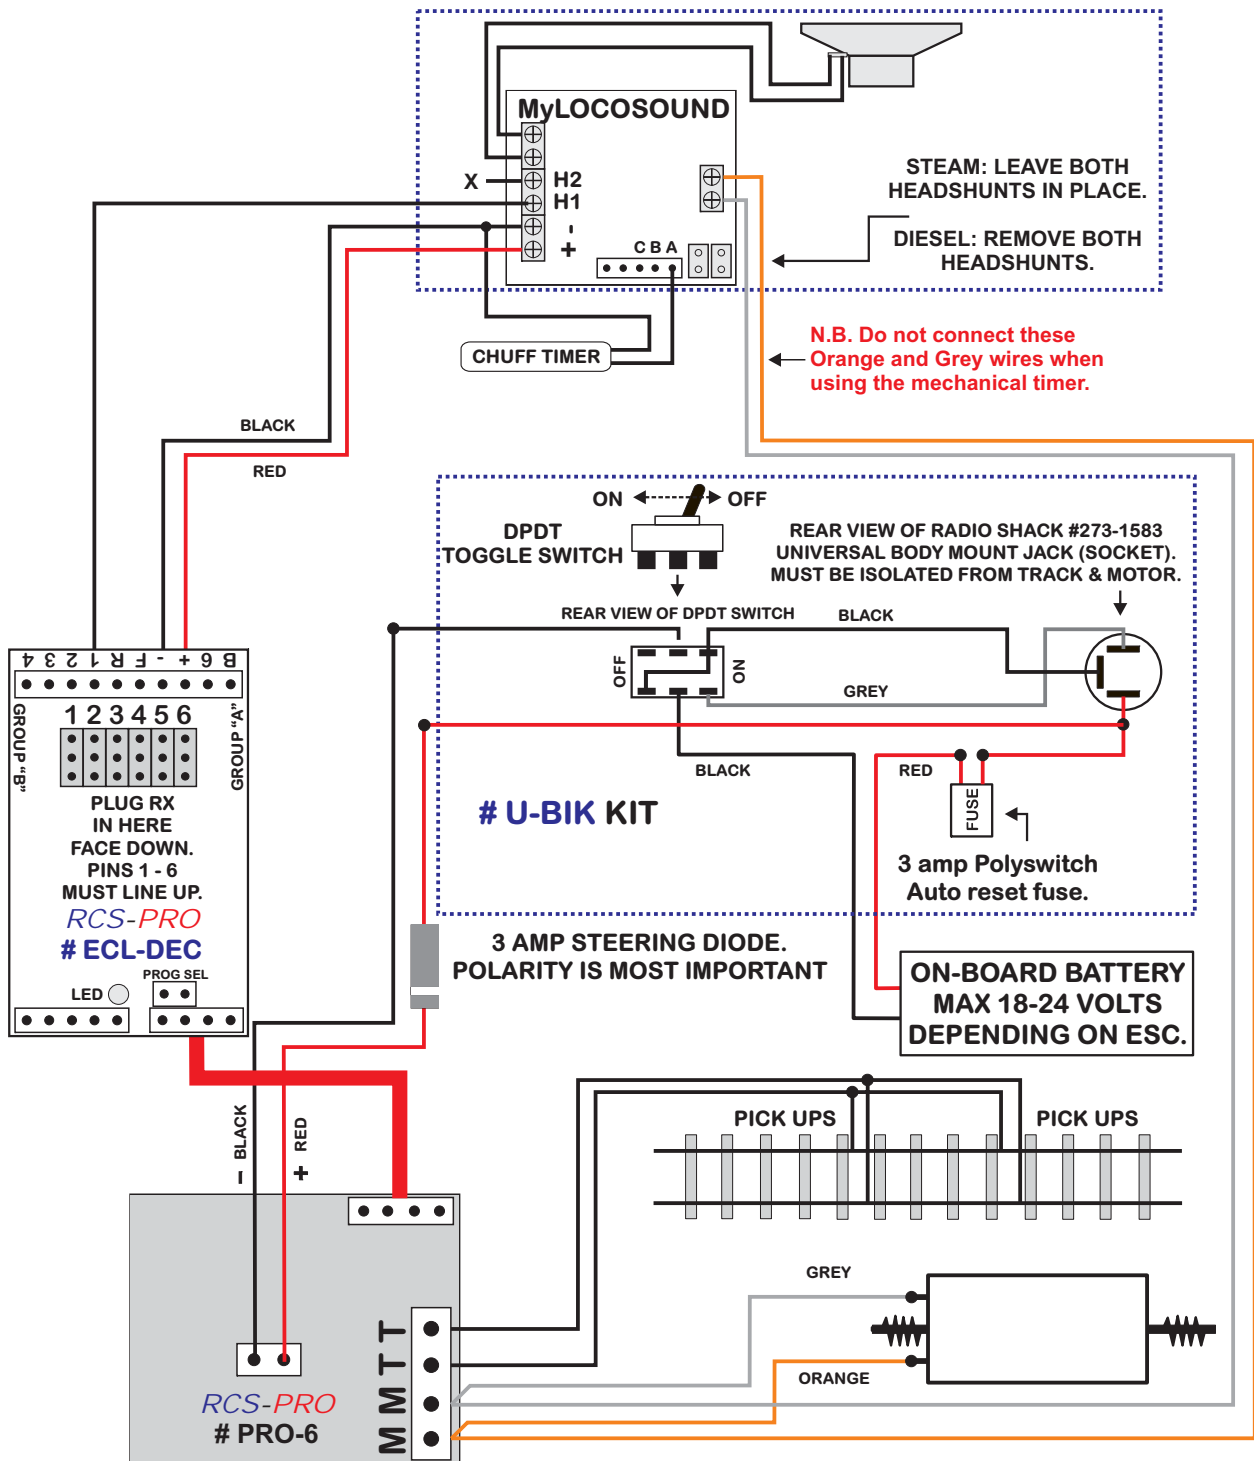 MyLOCOSOUND
X
H2
H1
-
+
C B A
STEAM: LEAVE BOTH
HEADSHUNTS IN PLACE.
DIESEL: REMOVE BOTH
HEADSHUNTS.
CHUFF TIMER
N.B. Do not connect these
Orange and Grey wires when
using the mechanical timer.
BLACK
RED
ON
OFF
DPDT
TOGGLE SWITCH
REAR VIEW OF RADIO SHACK #273-1583
UNIVERSAL BODY MOUNT JACK (SOCKET).
MUST BE ISOLATED FROM TRACK & MOTOR.
REAR VIEW OF DPDT SWITCH
BLACK
OFF
ON
GREY
BLACK
RED
FUSE
# U-BIK KIT
3 amp Polyswitch
Auto reset fuse.
4 3 2 1 R F - + 6 B
1 2 3 4 5 6
GROUP "B"
GROUP "A"
PLUG RX
IN HERE
FACE DOWN.
PINS 1 - 6
MUST LINE UP.
RCS-PRO
# ECL-DEC
PROG SEL
LED
3 AMP STEERING DIODE.
POLARITY IS MOST IMPORTANT
ON-BOARD BATTERY
MAX 18-24 VOLTS
DEPENDING ON ESC.
- BLACK
+ RED
PICK UPS
PICK UPS
GREY
ORANGE
M M T T
RCS-PRO
# PRO-6